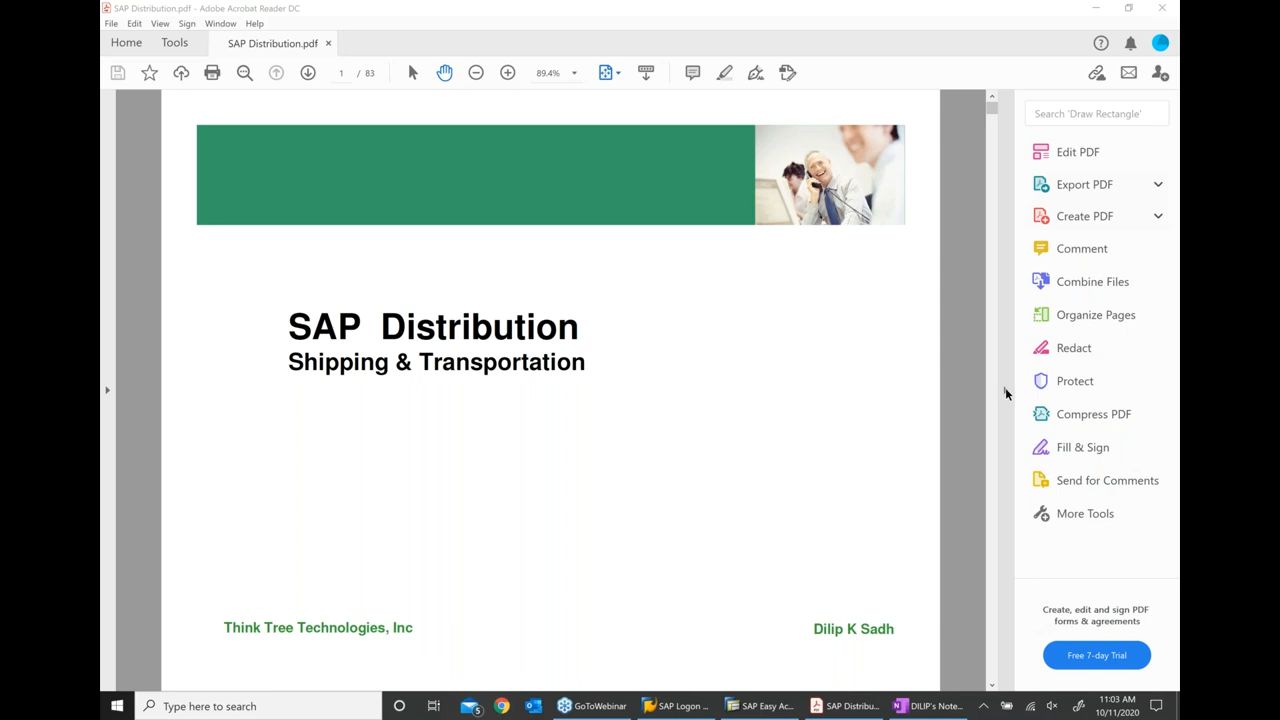 SAP Distribution.pdf - Adobe Acrobat Reader DC
File Edit View Sign Window Help
Home Tools SAP Distribution.pdf ×
1 / 83 89.4%
Search 'Draw Rectangle'
Edit PDF
Export PDF
Create PDF
Comment
Combine Files
Organize Pages
Redact
Protect
Compress PDF
Fill & Sign
Send for Comments
More Tools
SAP Distribution
Shipping & Transportation
Think Tree Technologies, Inc Dilip K Sadh
Create, edit and sign PDF
forms & agreements
Free 7-day Trial
Type here to search 5 GoToWebinar SAP Logon ... SAP Easy Ac... SAP Distribu... DILIP's Note...
11:03 AM
10/11/2020